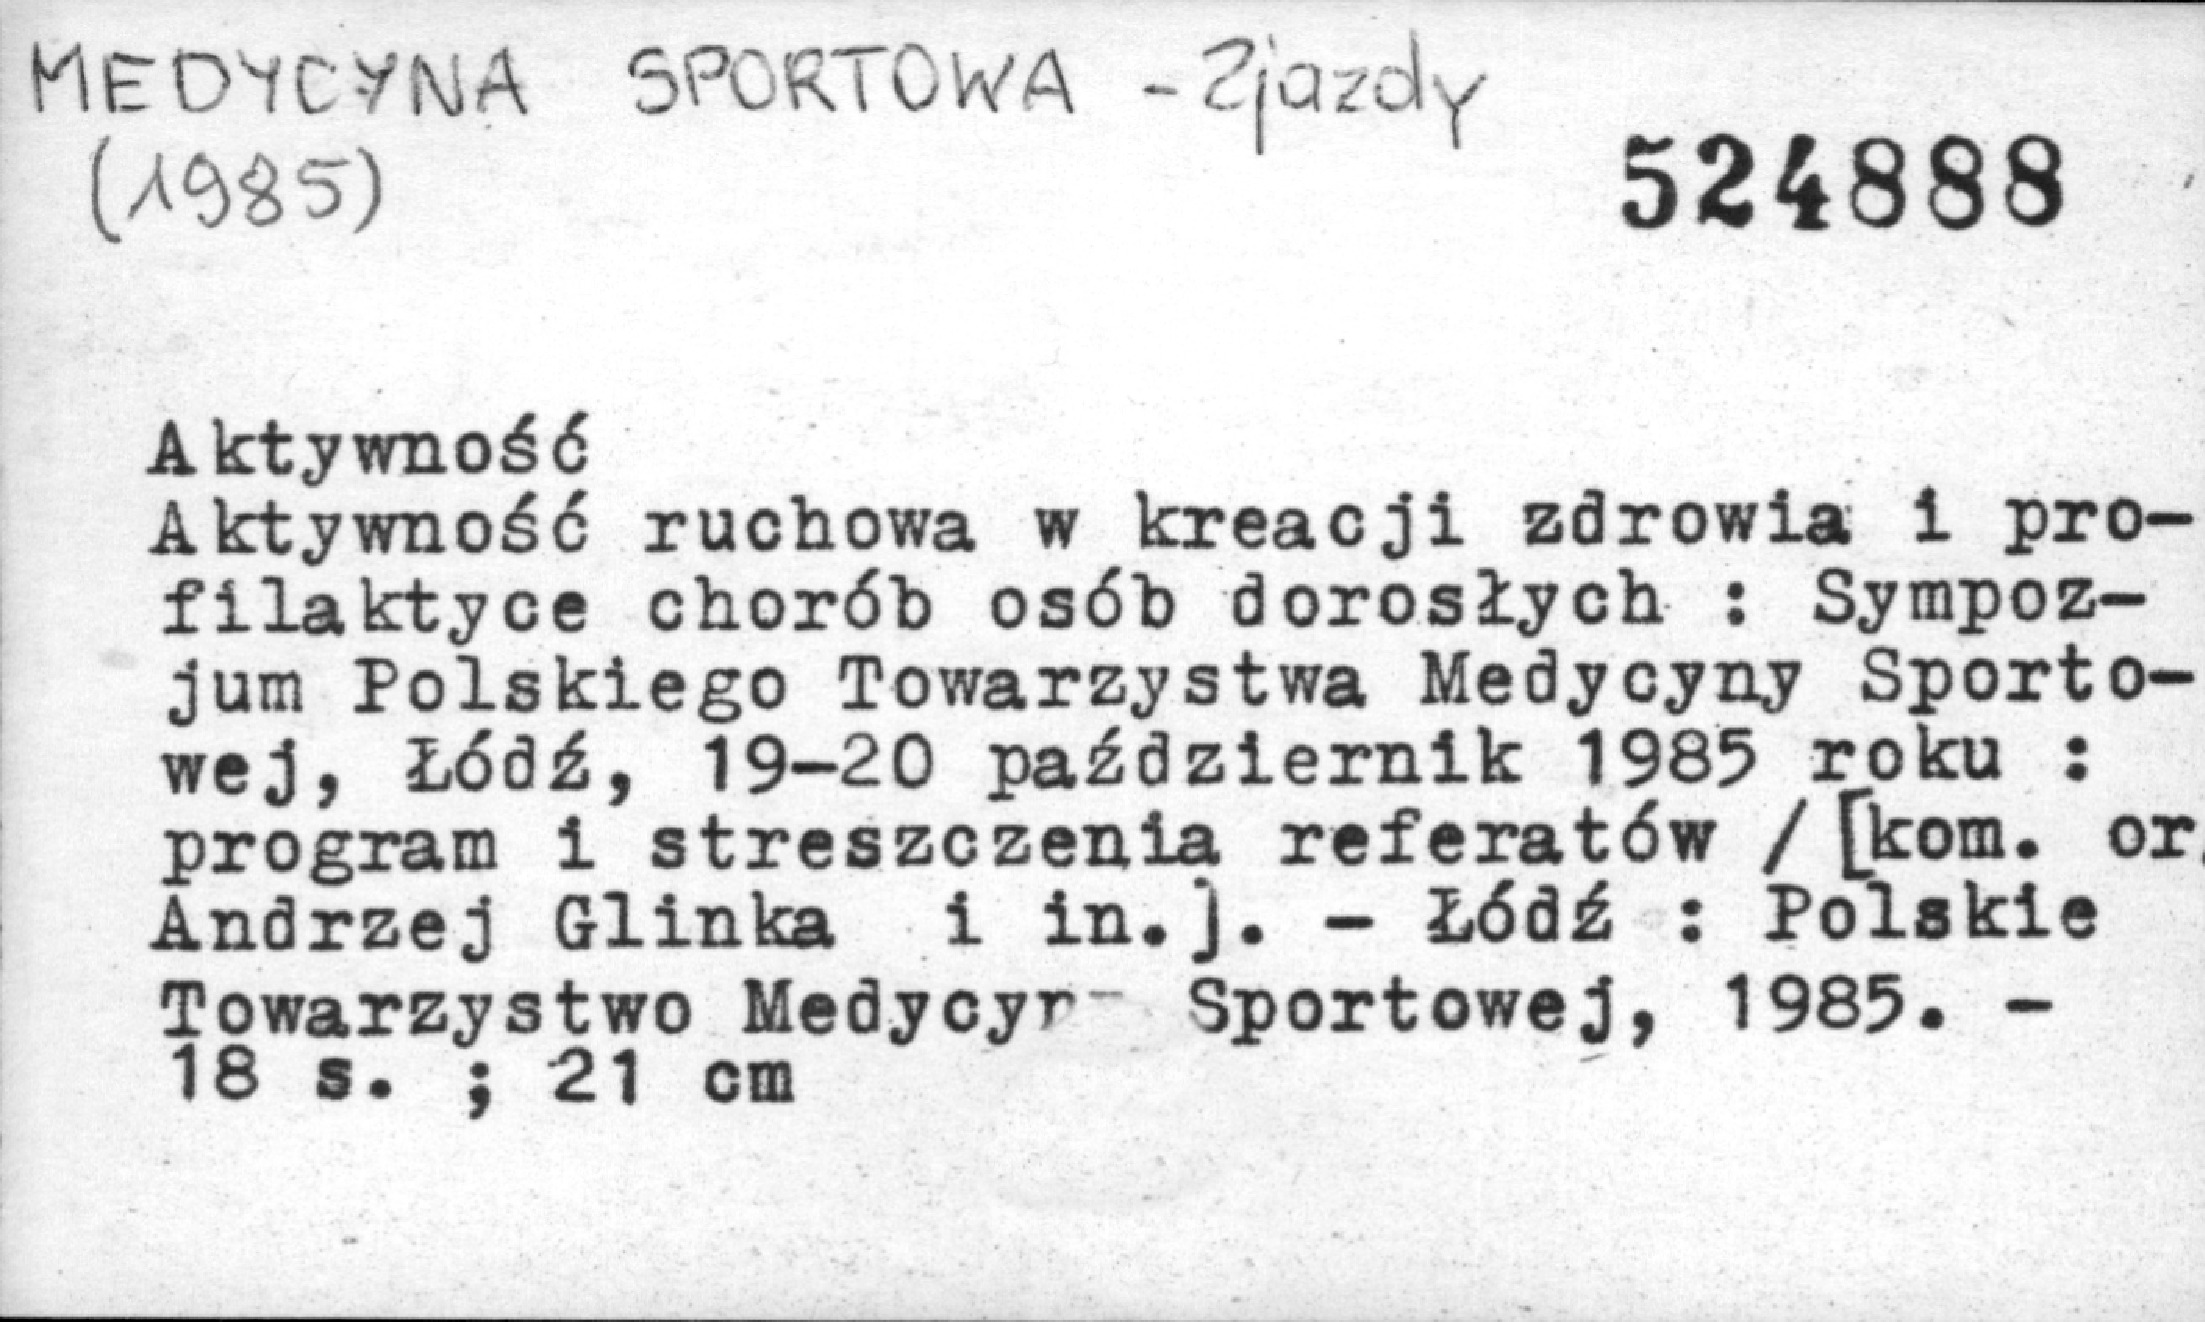 MEDYCYNA SPORTOWA - Zjazdy
(1985)
524888
Aktywność
Aktywność ruchowa w kreacji zdrowia i pro-
filaktyce chorób osób dorosłych : Sympoz-
jum Polskiego Towarzystwa Medycyny Sporto-
wej, Łódź, 19-20 październik 1985 roku :
program i streszczenia referatów / [kom. or
Andrzej Glinka i in.]. - Łódź : Polskie
Towarzystwo Sportowej, 1985. -
18 s. ; 21 cm